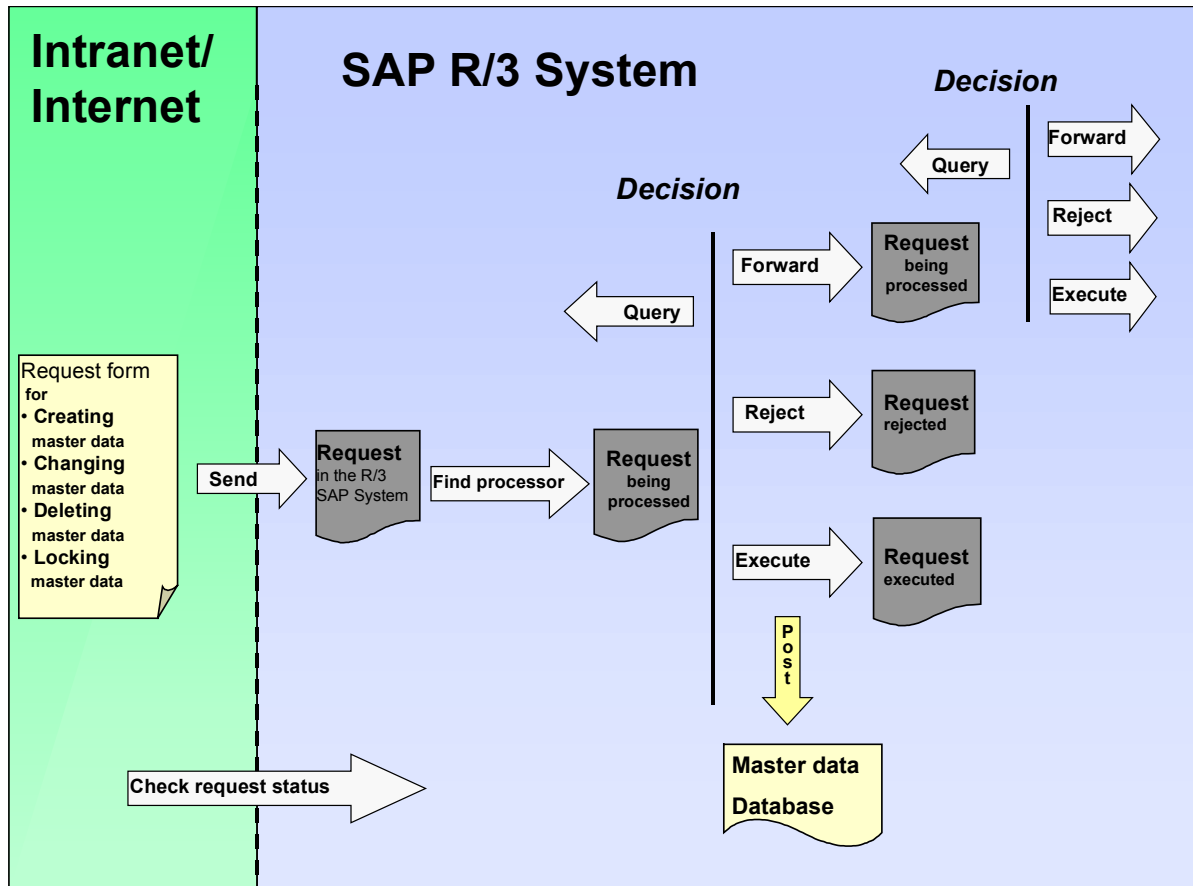 Intranet/
Internet
SAP R/3 System
Decision
Forward
Query
Reject
Execute
Decision
Forward
Request
being
processed
Query
Request form
for
• Creating
master data
• Changing
master data
• Deleting
master data
• Locking
master data
Send
Request
in the R/3
SAP System
Find processor
Request
being
processed
Reject
Request
rejected
Execute
Request
executed
P
o
s
t
Master data
Database
Check request status